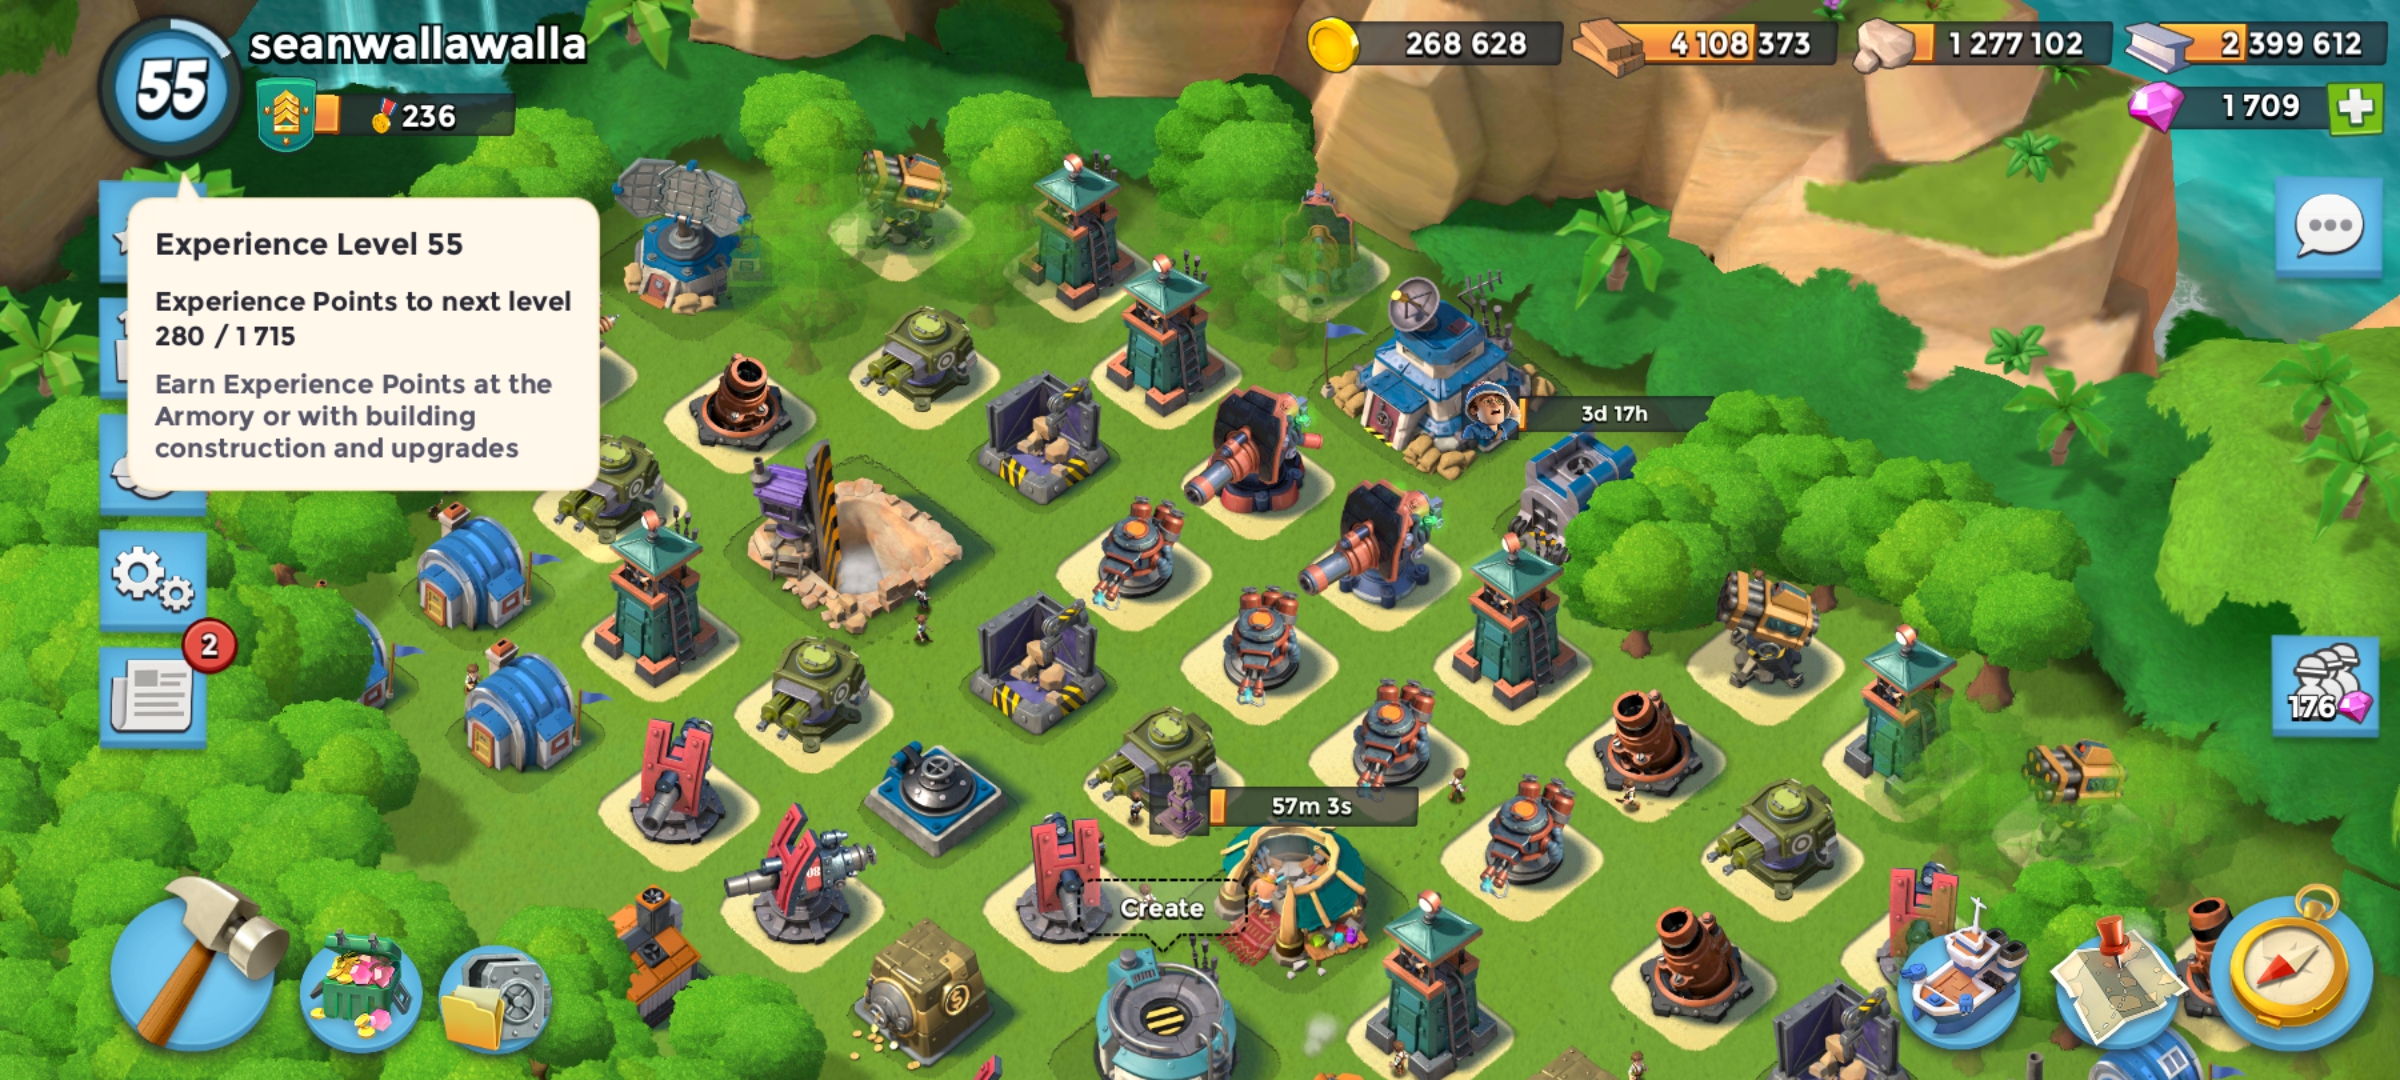 55
seanwallawalla
236
268 628
4 108 373
1 277 102
2 399 612
1 709
Experience Level 55
Experience Points to next level
280 / 1 715
Earn Experience Points at the
Armory or with building
construction and upgrades
3d 17h
2
176
57m 3s
Create